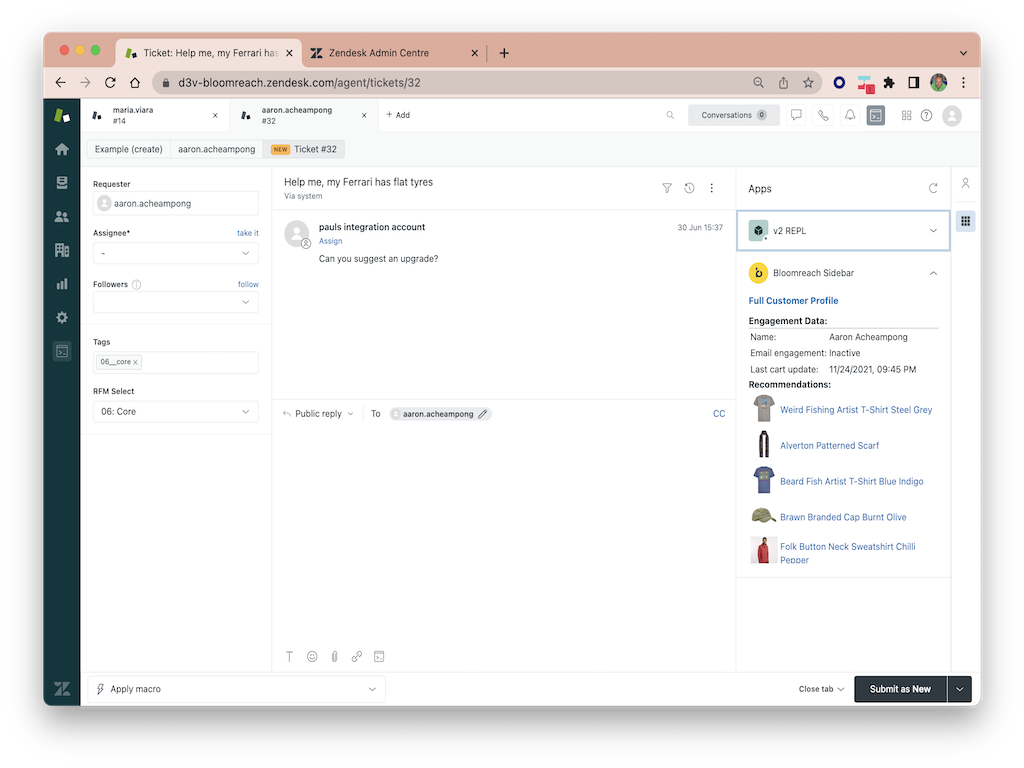 Ticket: Help me, my Ferrari has
Zendesk Admin Centre
d3v-bloomreach.zendesk.com/agent/tickets/32
maria.viara
#14
aaron.acheampong
#32
+ Add
Conversations 0
Example (create)
aaron.acheampong
NEW Ticket #32
Requester
aaron.acheampong
Assignee*
take it
-
Followers
follow
Tags
06__core ×
RFM Select
06: Core
Help me, my Ferrari has flat tyres
Via system
pauls integration account
30 Jun 15:37
Assign
Can you suggest an upgrade?
Public reply
To
aaron.acheampong
CC
Apps
v2 REPL
Bloomreach Sidebar
Full Customer Profile
Engagement Data:
Name: Aaron Acheampong
Email engagement: Inactive
Last cart update: 11/24/2021, 09:45 PM
Recommendations:
Weird Fishing Artist T-Shirt Steel Grey
Alverton Patterned Scarf
Beard Fish Artist T-Shirt Blue Indigo
Brawn Branded Cap Burnt Olive
Folk Button Neck Sweatshirt Chilli
Pepper
Apply macro
Close tab
Submit as New